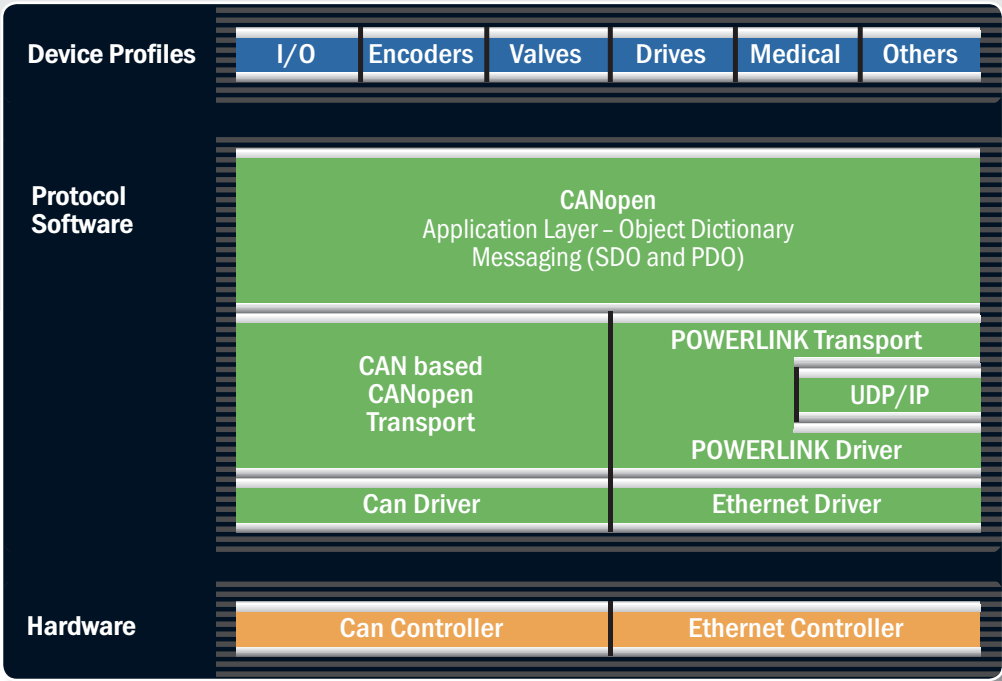 Device Profiles
I/O
Encoders
Valves
Drives
Medical
Others
Protocol
Software
CANopen
Application Layer – Object Dictionary
Messaging (SDO and PDO)
CAN based
CANopen
Transport
POWERLINK Transport
UDP/IP
POWERLINK Driver
Can Driver
Ethernet Driver
Hardware
Can Controller
Ethernet Controller